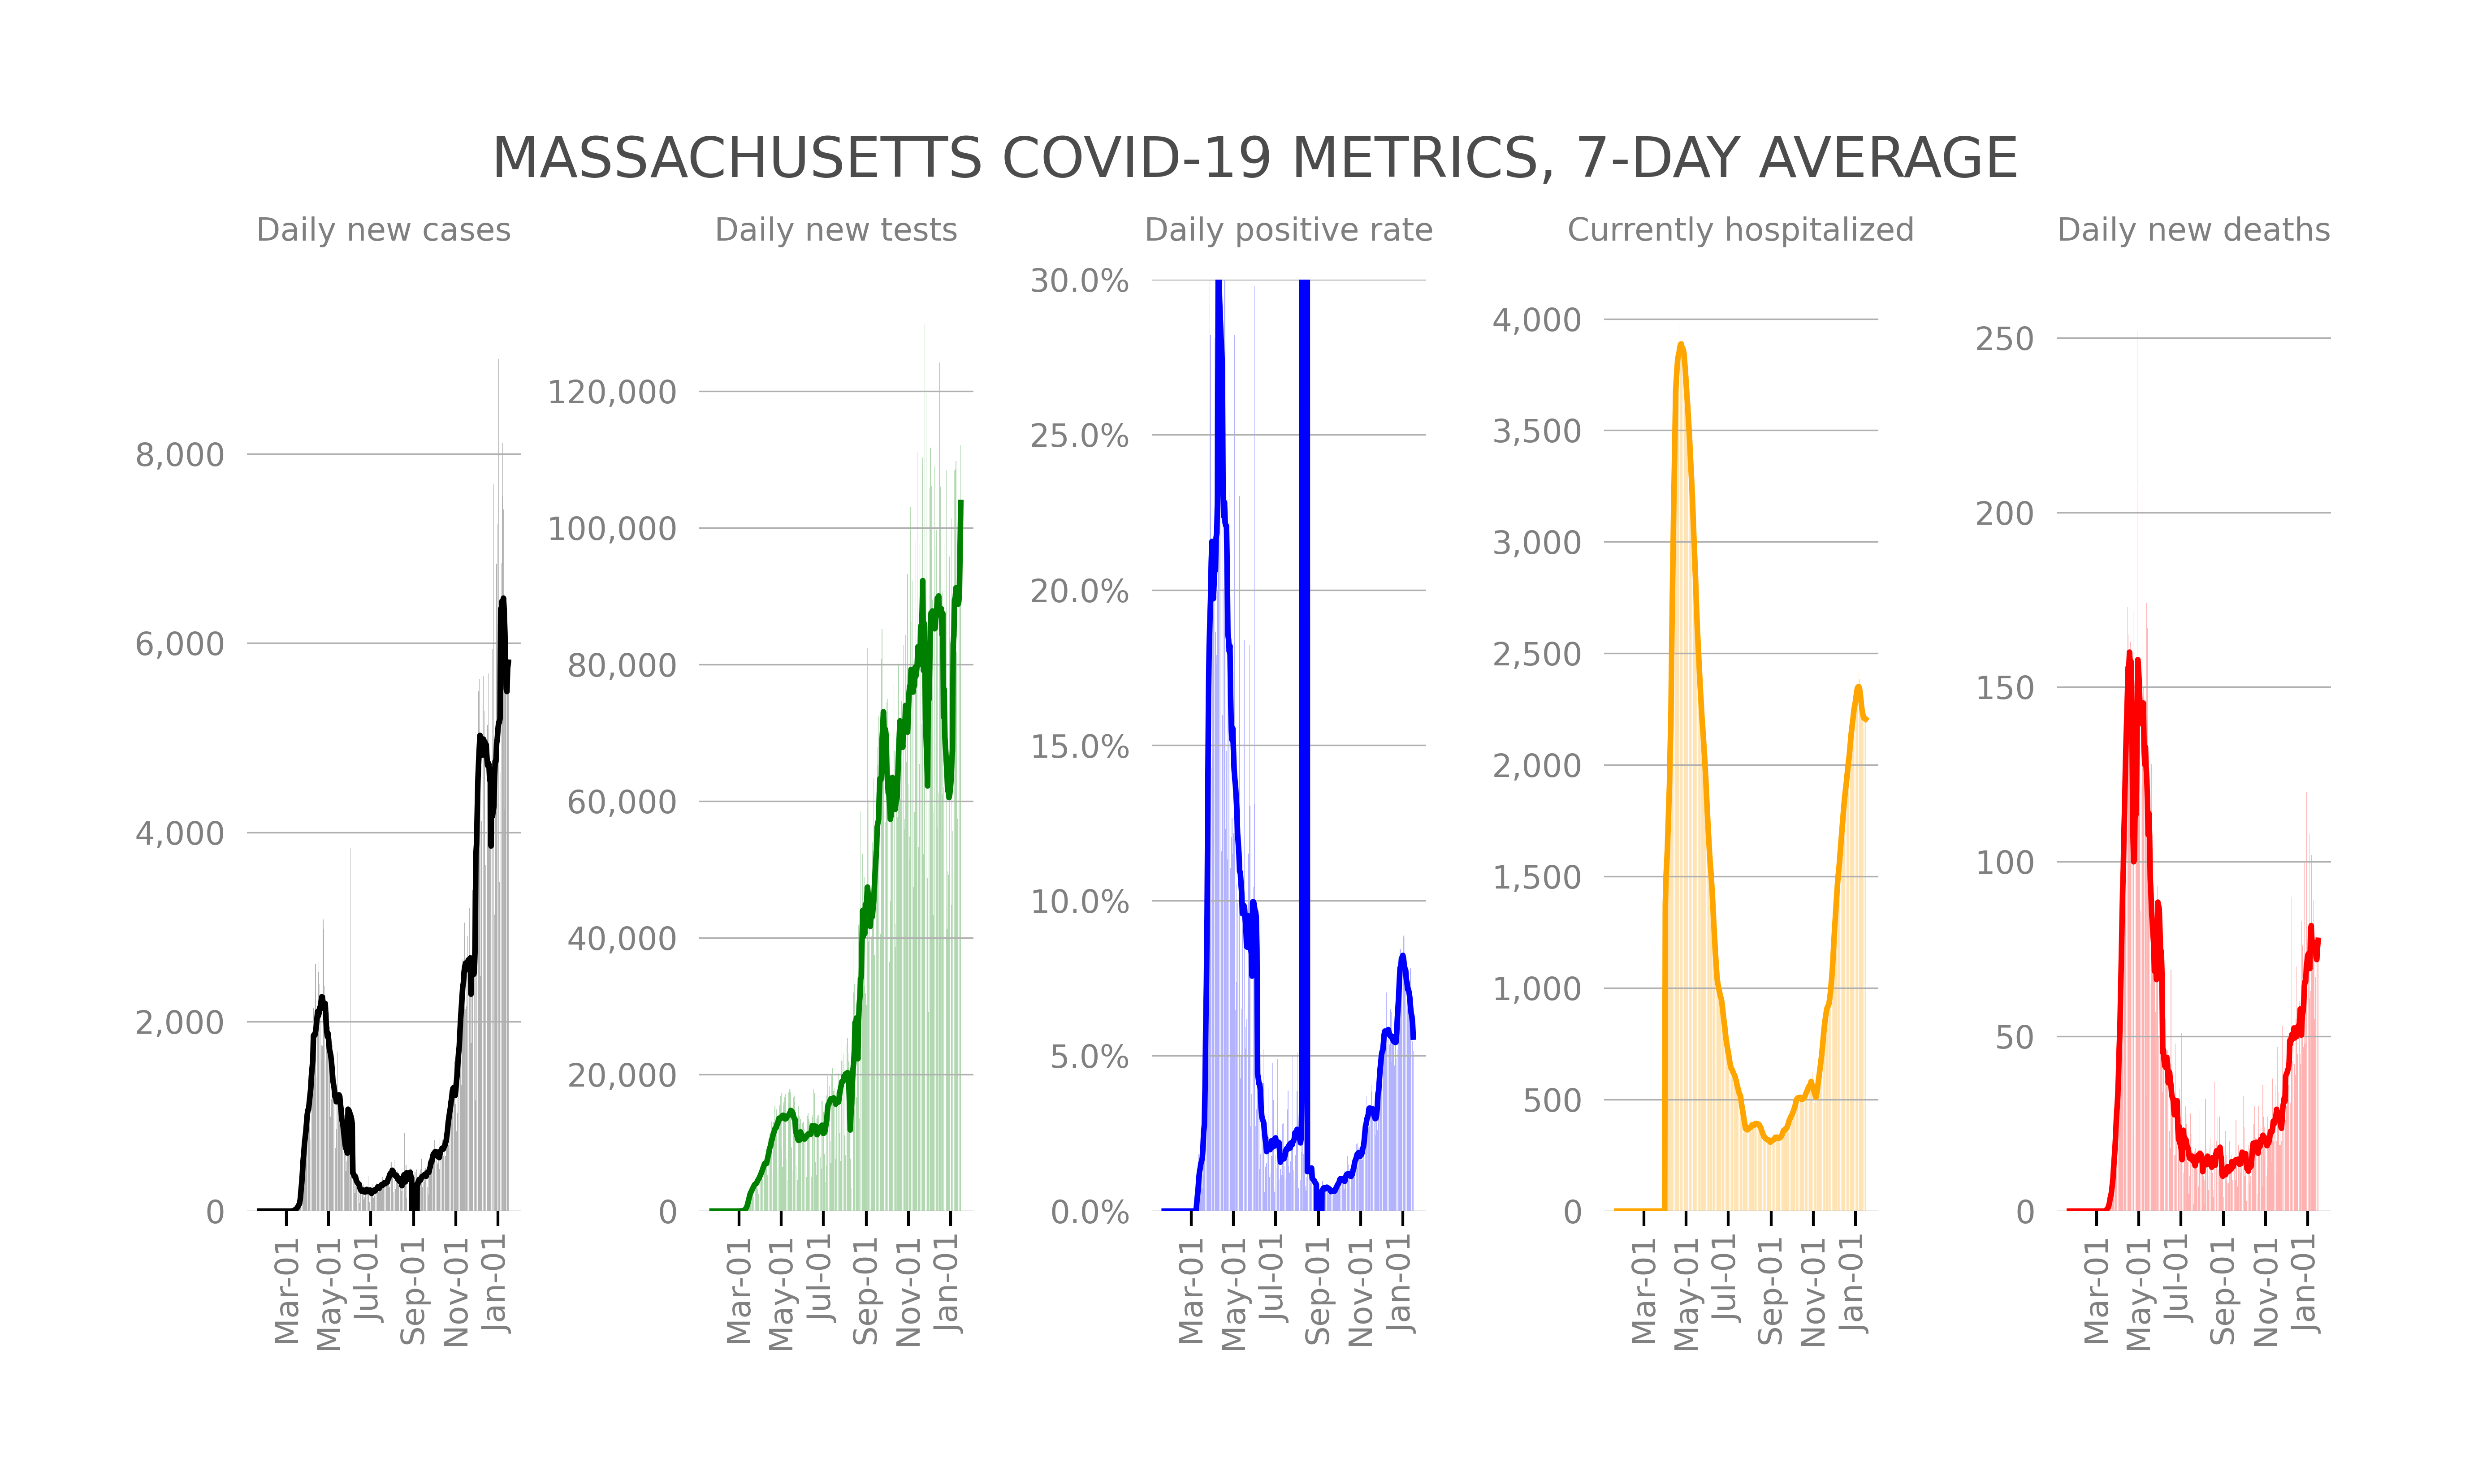 MASSACHUSETTS COVID-19 METRICS, 7-DAY AVERAGE
Daily new cases
8,000
6,000
4,000
2,000
0
Mar-01
May-01
Jul-01
Sep-01
Nov-01
Jan-01
Daily new tests
120,000
100,000
80,000
60,000
40,000
20,000
0
Mar-01
May-01
Jul-01
Sep-01
Nov-01
Jan-01
Daily positive rate
30.0%
25.0%
20.0%
15.0%
10.0%
5.0%
0.0%
Mar-01
May-01
Jul-01
Sep-01
Nov-01
Jan-01
Currently hospitalized
4,000
3,500
3,000
2,500
2,000
1,500
1,000
500
0
Mar-01
May-01
Jul-01
Sep-01
Nov-01
Jan-01
Daily new deaths
250
200
150
100
50
0
Mar-01
May-01
Jul-01
Sep-01
Nov-01
Jan-01